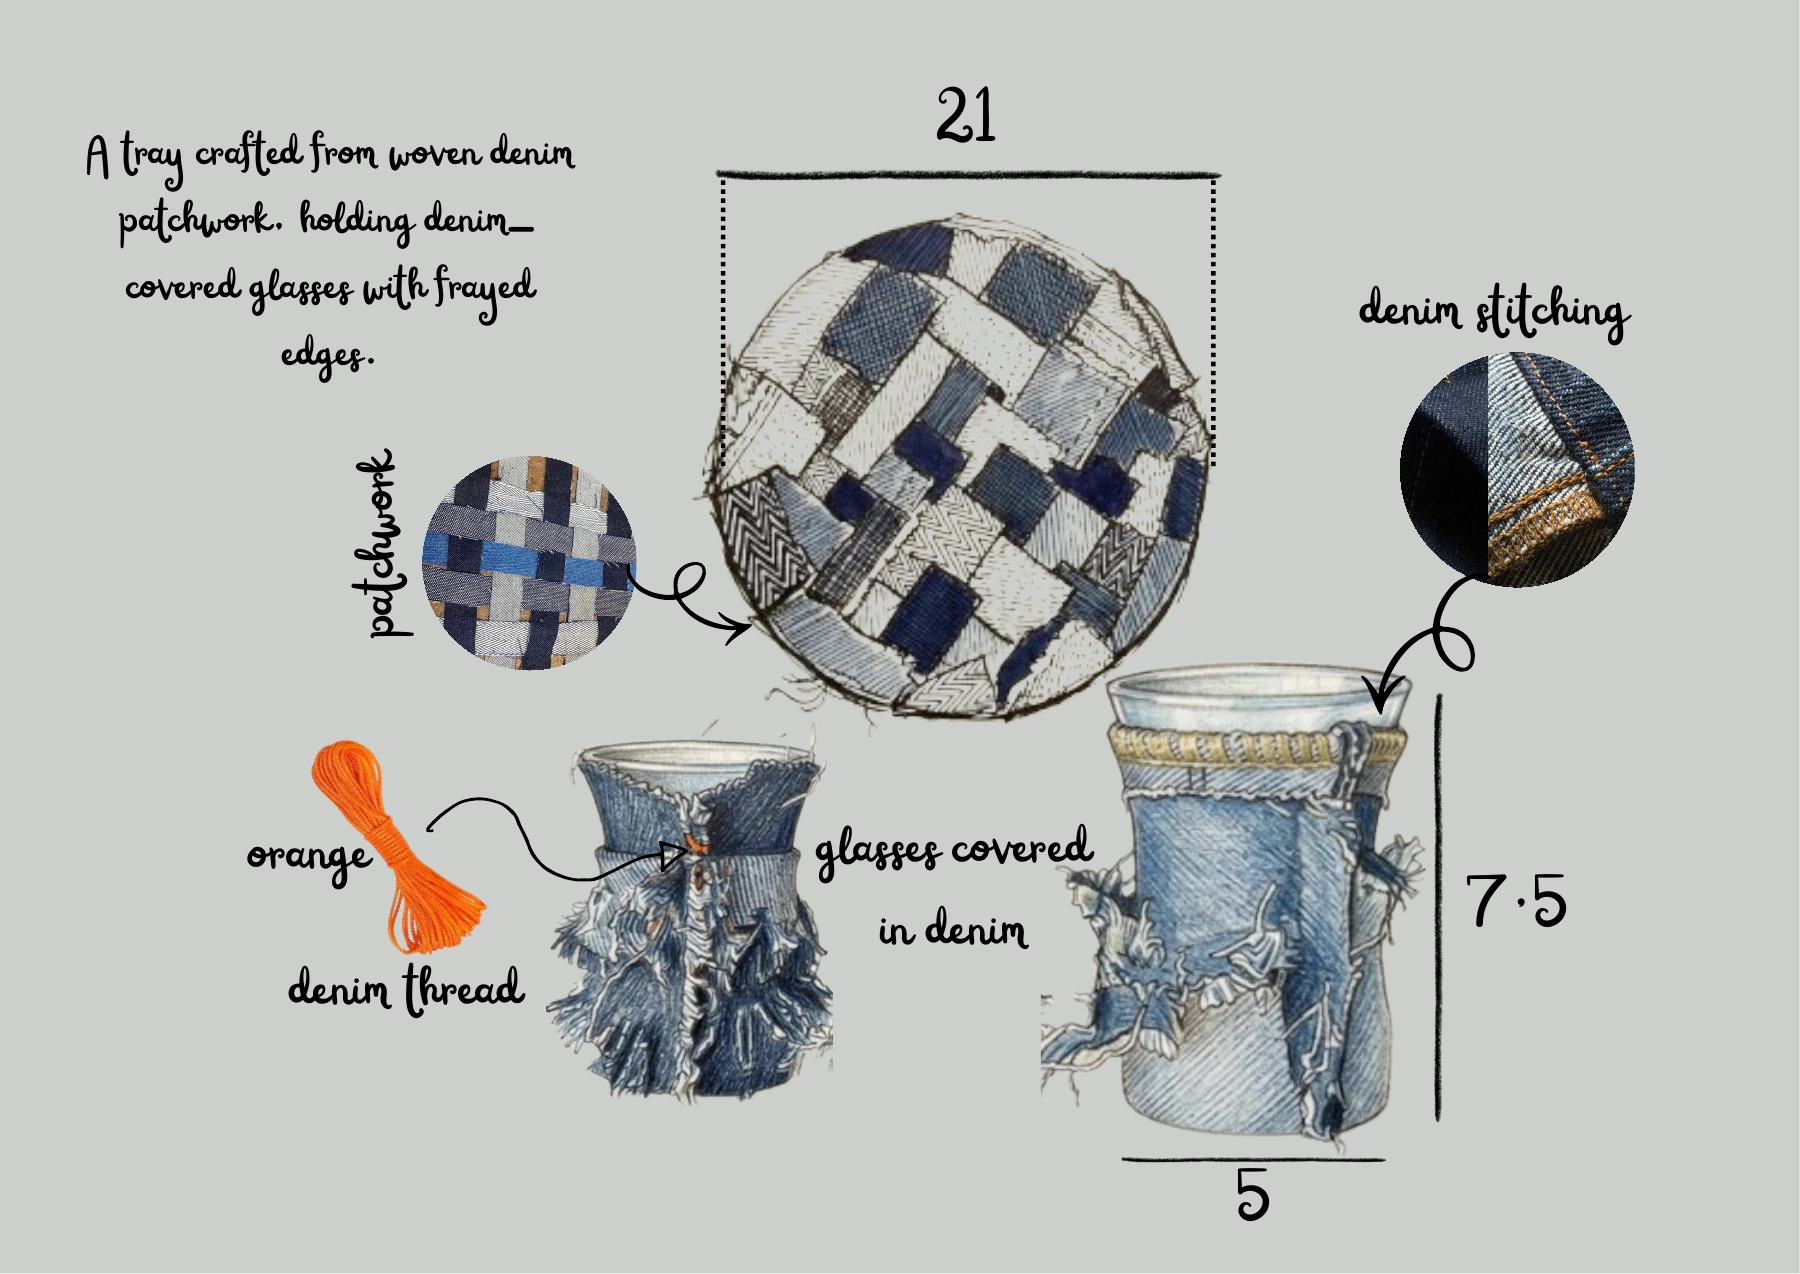 21
A tray crafted from woven denim
patchwork. holding denim_
covered glasses with frayed
edges.
denim stitching
patchwork
orange
denim thread
glasses covered
in denim
7.5
5